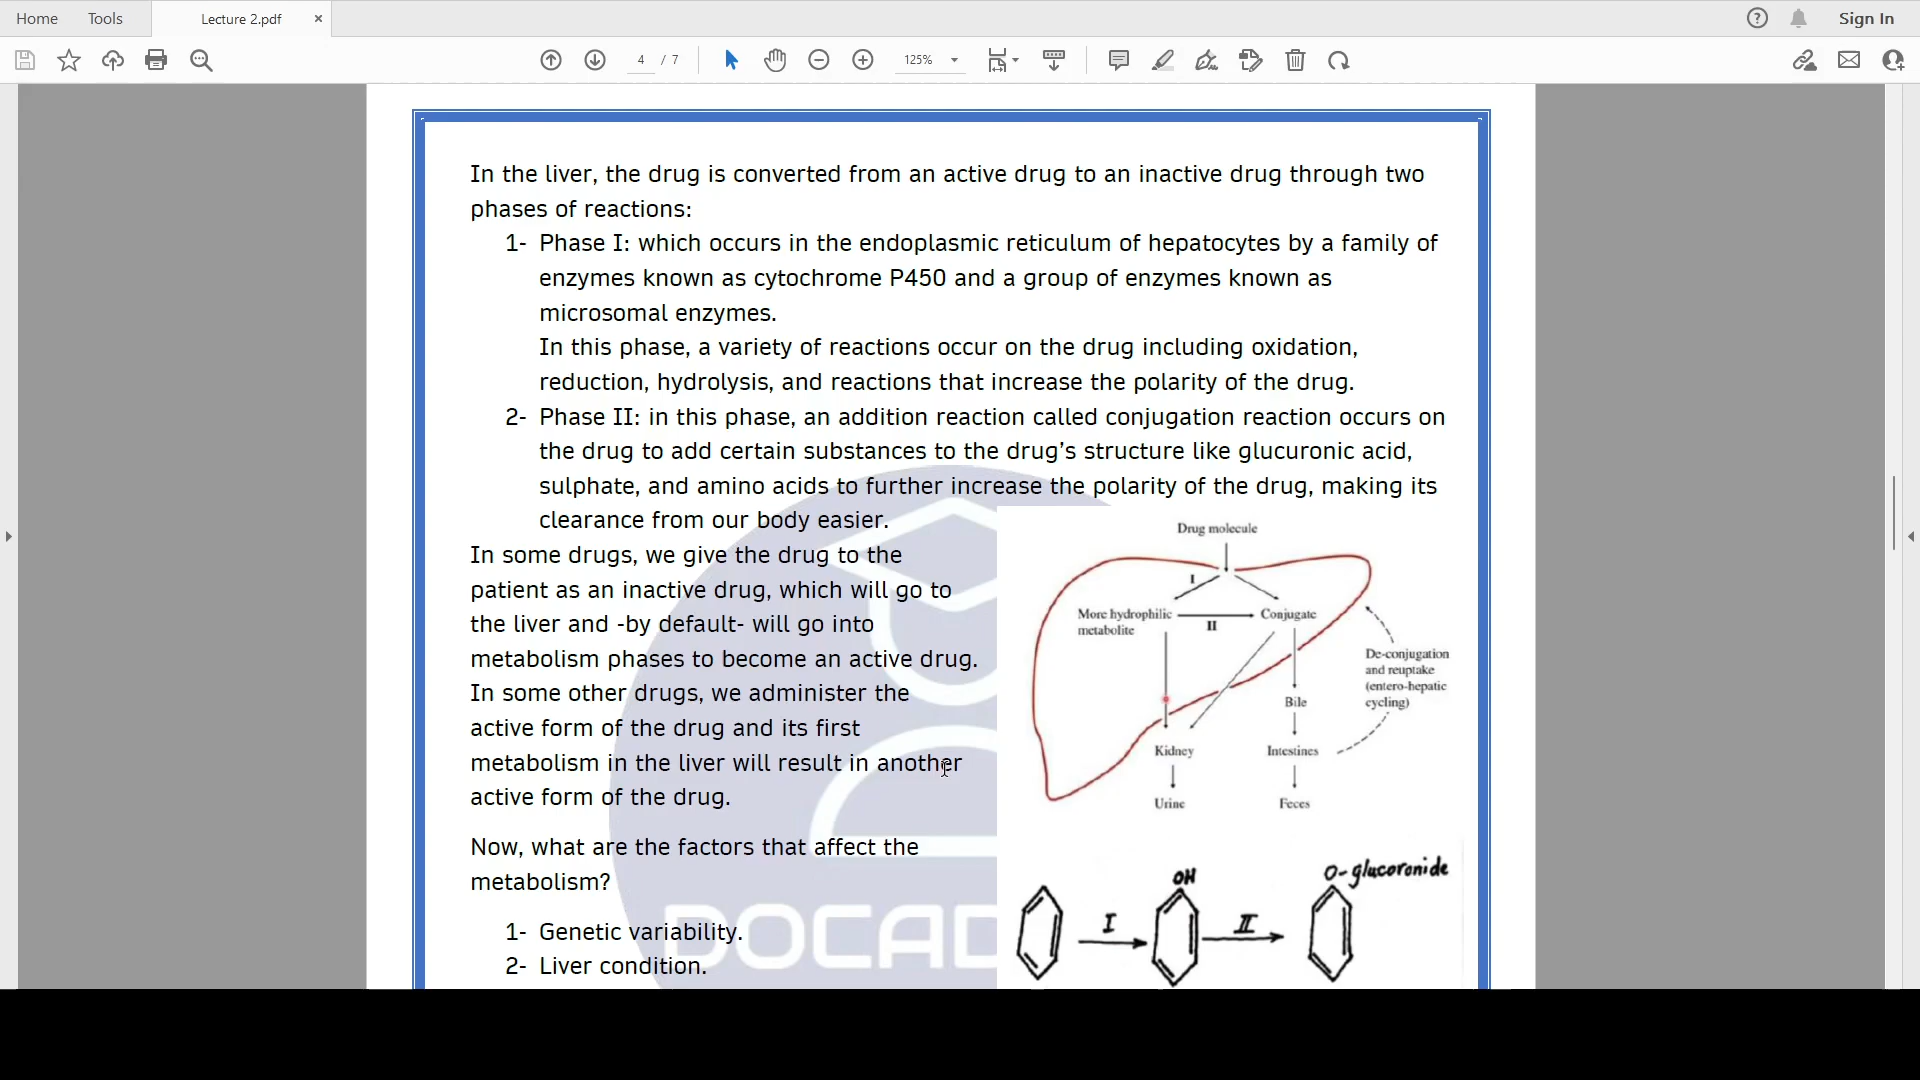 Home
Tools
Lecture 2.pdf
Sign In
4 / 7
125%
In the liver, the drug is converted from an active drug to an inactive drug through two
phases of reactions:
1- Phase I: which occurs in the endoplasmic reticulum of hepatocytes by a family of
enzymes known as cytochrome P450 and a group of enzymes known as
microsomal enzymes.
In this phase, a variety of reactions occur on the drug including oxidation,
reduction, hydrolysis, and reactions that increase the polarity of the drug.
2- Phase II: in this phase, an addition reaction called conjugation reaction occurs on
the drug to add certain substances to the drug's structure like glucuronic acid,
sulphate, and amino acids to further increase the polarity of the drug, making its
clearance from our body easier.
In some drugs, we give the drug to the
patient as an inactive drug, which will go to
the liver and -by default- will go into
metabolism phases to become an active drug.
In some other drugs, we administer the
active form of the drug and its first
metabolism in the liver will result in another
active form of the drug.
Now, what are the factors that affect the
metabolism?
1- Genetic variability.
2- Liver condition.
DOCAD
Drug molecule
I
More hydrophilic
metabolite
II
Conjugate
De-conjugation
and reuptake
(entero-hepatic
cycling)
Bile
Kidney
Intestines
Urine
Feces
I
OH
II
O-glucoronide